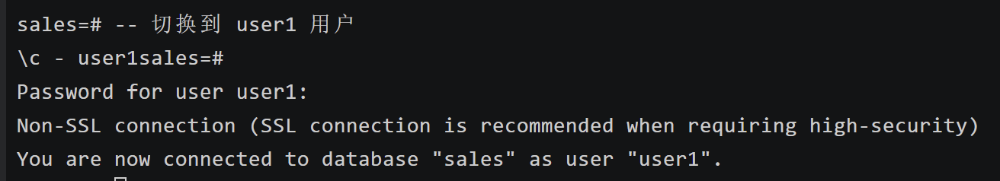 sales=# -- 切换到 user1 用户
\c - user1sales=#
Password for user user1:
Non-SSL connection (SSL connection is recommended when requiring high-security)
You are now connected to database "sales" as user "user1".